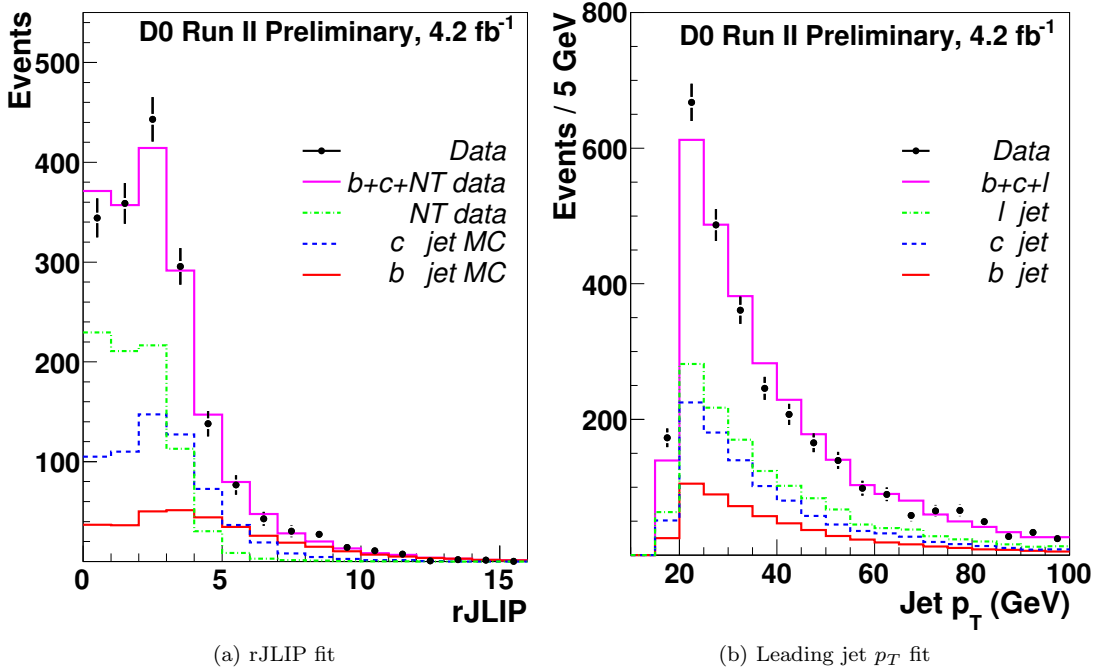 D0 Run II Preliminary, 4.2 fb⁻¹
Events
500
400
300
200
100
Data
b+c+NT data
NT data
c jet MC
b jet MC
0 5 10 15
rJLIP
(a) rJLIP fit
D0 Run II Preliminary, 4.2 fb⁻¹
Events / 5 GeV
800
600
400
200
Data
b+c+l
l jet
c jet
b jet
20 40 60 80 100
Jet p_T (GeV)
(b) Leading jet p_T fit